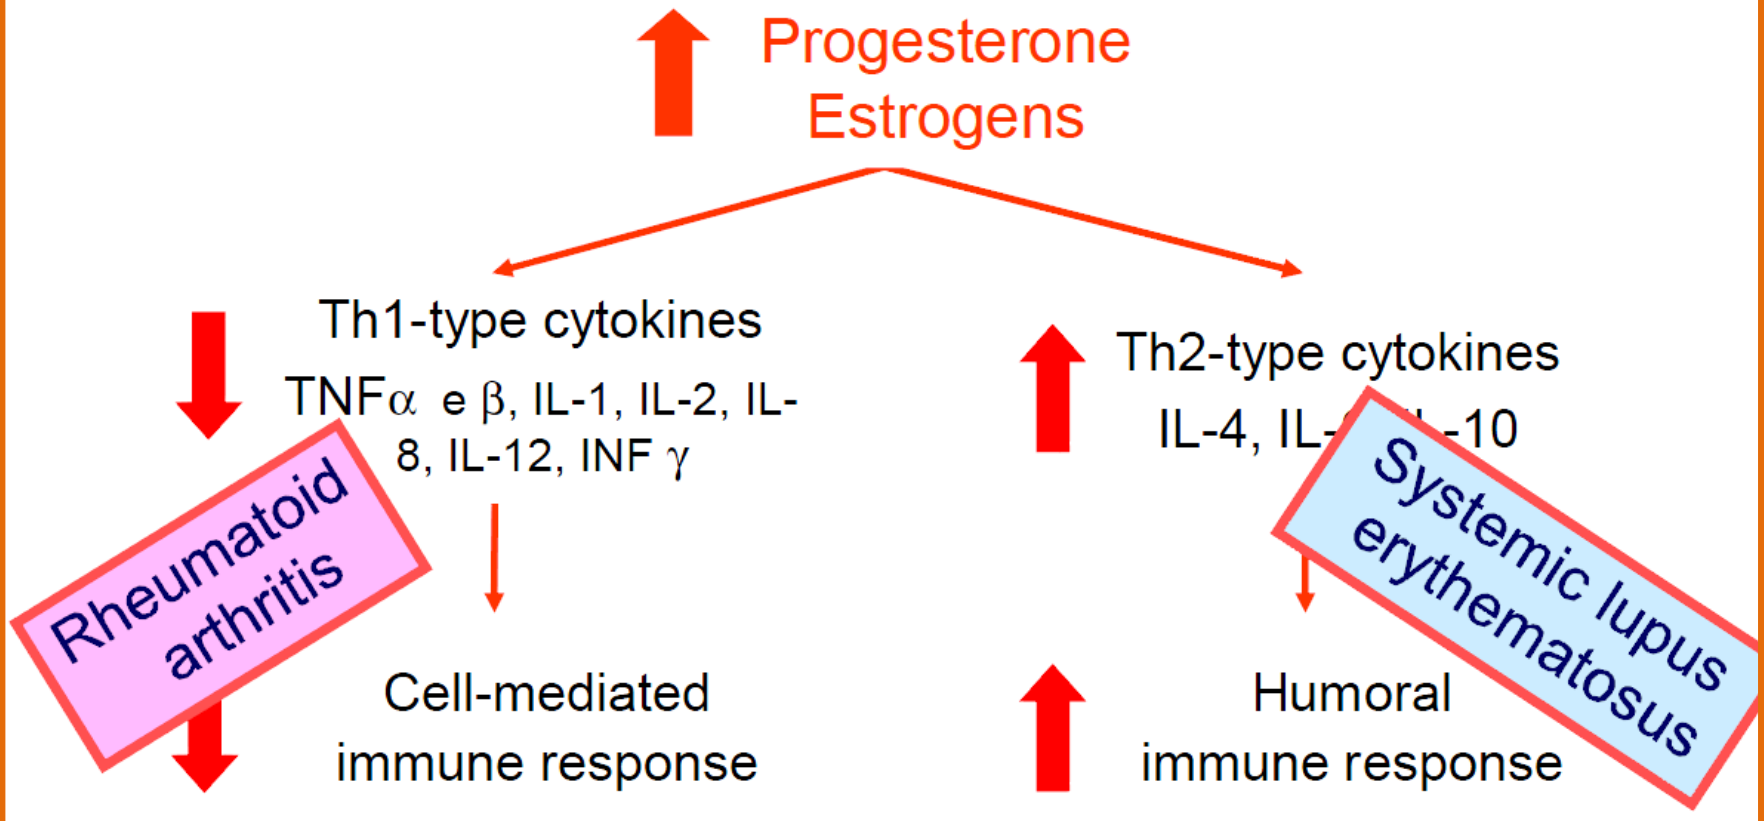 Progesterone
Estrogens
Th1-type cytokines
TNFα e β, IL-1, IL-2, IL-
8, IL-12, INF γ
Th2-type cytokines
IL-4, IL-10
Rheumatoid
arthritis
Systemic lupus
erythematosus
Cell-mediated
immune response
Humoral
immune response